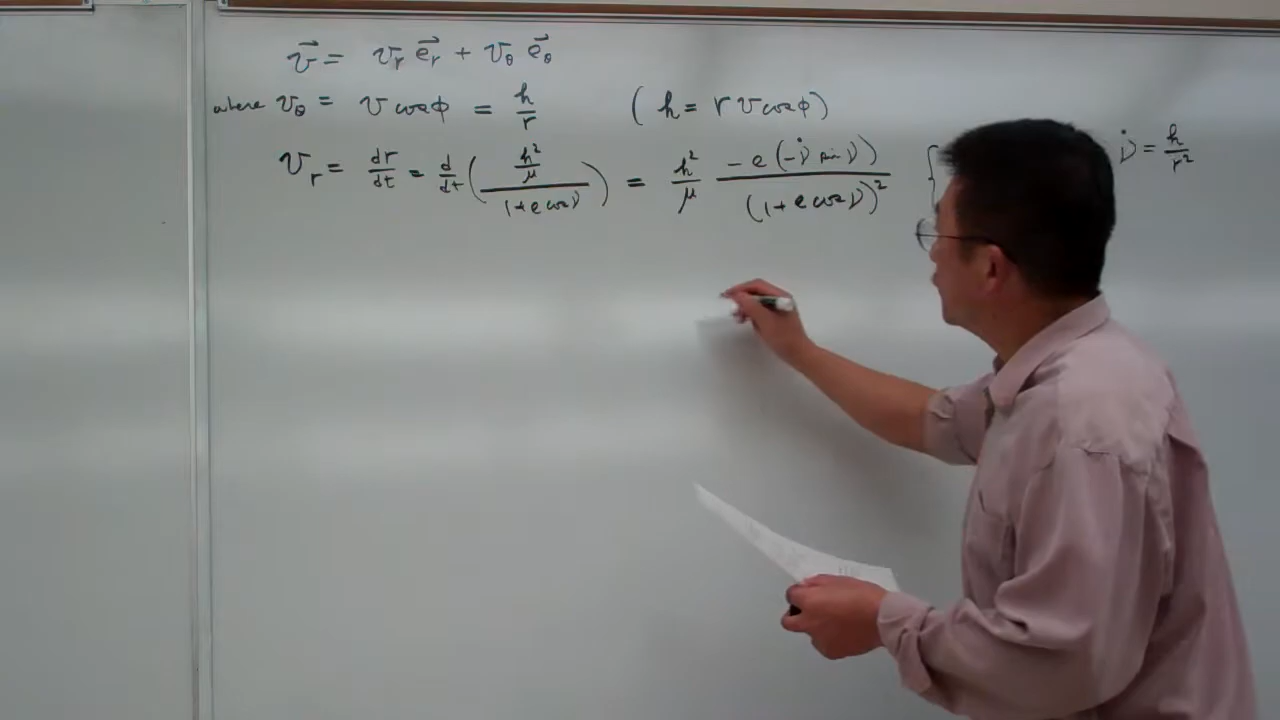 v⃗ = v_r e⃗_r + v_θ e⃗_θ
where v_θ = v cos φ = h/r ( h = r v cos φ )
v_r = dr/dt = d/dt ( (h²/μ) / (1+e cos ν) ) = h²/μ · -e (-ν̇ sin ν) / (1+e cos ν)² { ν̇ = h/r²